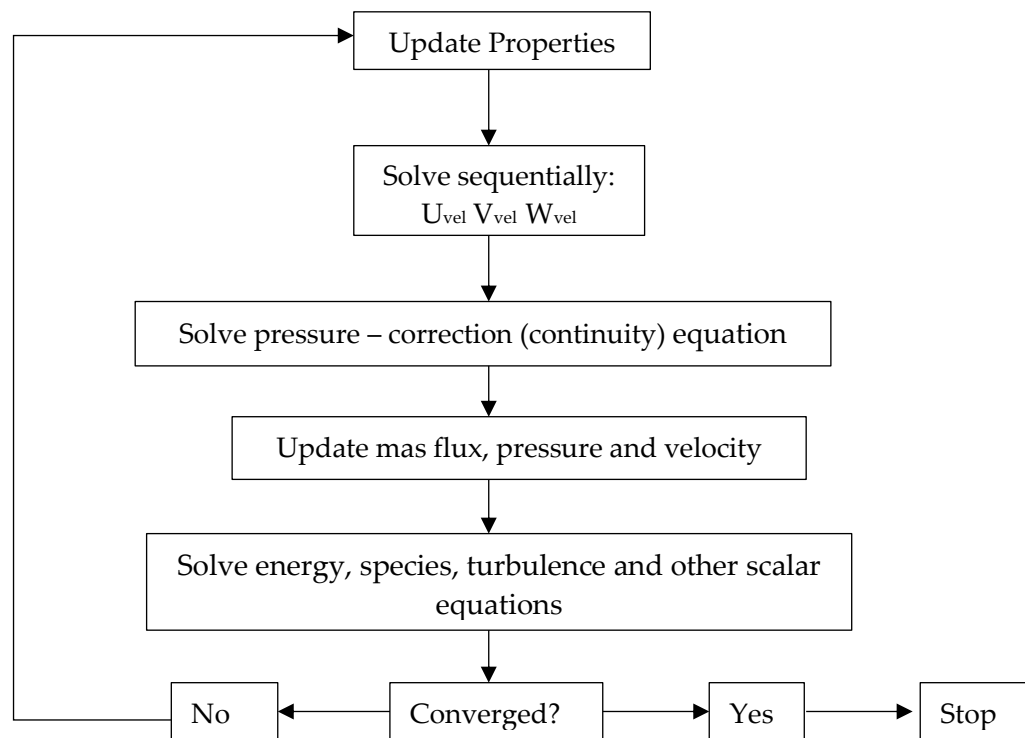 Update Properties
Solve sequentially:
Uvel Vvel Wvel
Solve pressure – correction (continuity) equation
Update mas flux, pressure and velocity
Solve energy, species, turbulence and other scalar
equations
No
Converged?
Yes
Stop